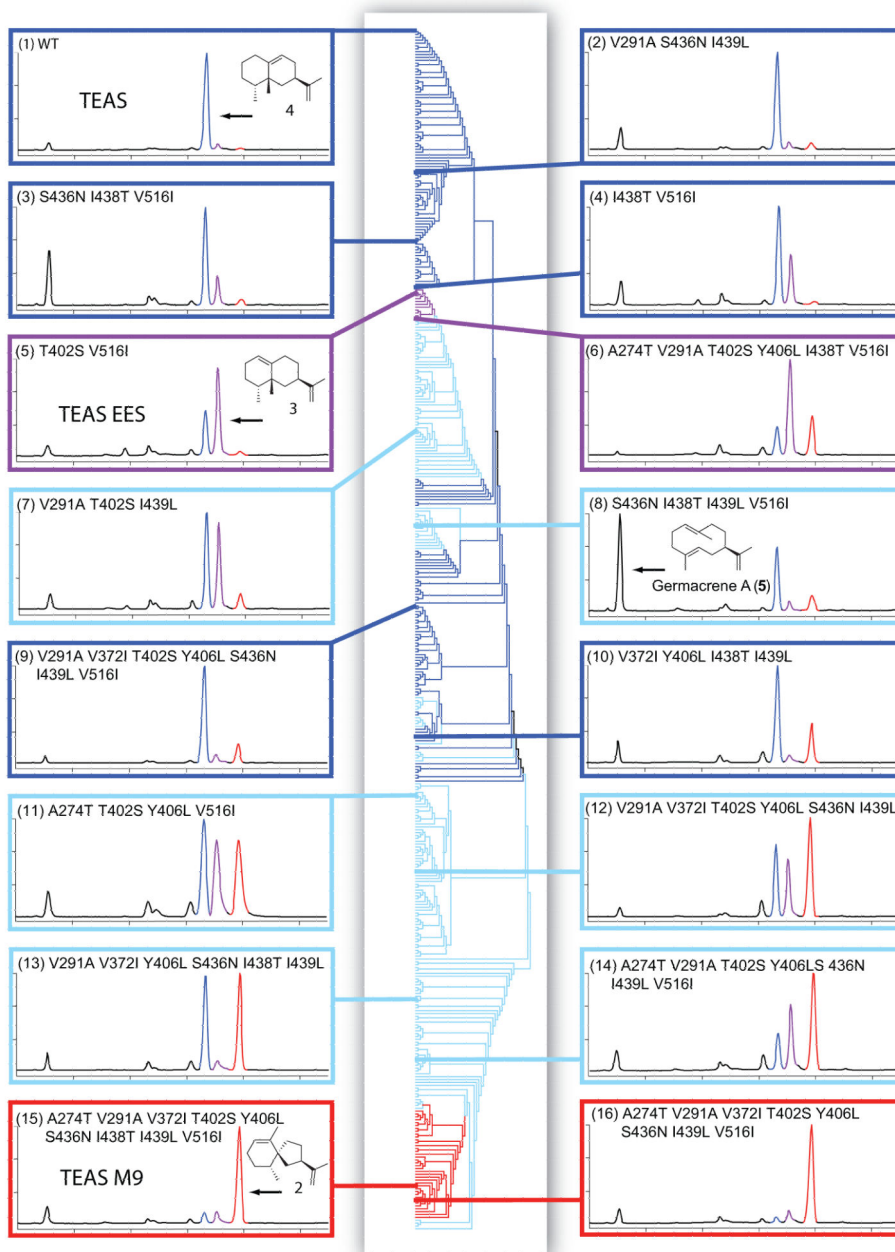 (1) WT
TEAS
4
(2) V291A S436N I439L
(3) S436N I438T V516I
(4) I438T V516I
(5) T402S V516I
TEAS EES
3
(6) A274T V291A T402S Y406L I438T V516I
(7) V291A T402S I439L
(8) S436N I438T I439L V516I
Germacrene A (5)
(9) V291A V372I T402S Y406L S436N
I439L V516I
(10) V372I Y406L I438T I439L
(11) A274T T402S Y406L V516I
(12) V291A V372I T402S Y406L S436N I439L
(13) V291A V372I Y406L S436N I438T I439L
(14) A274T V291A T402S Y406LS 436N
I439L V516I
(15) A274T V291A V372I T402S Y406L
S436N I438T I439L V516I
TEAS M9
2
(16) A274T V291A V372I T402S Y406L
S436N I439L V516I